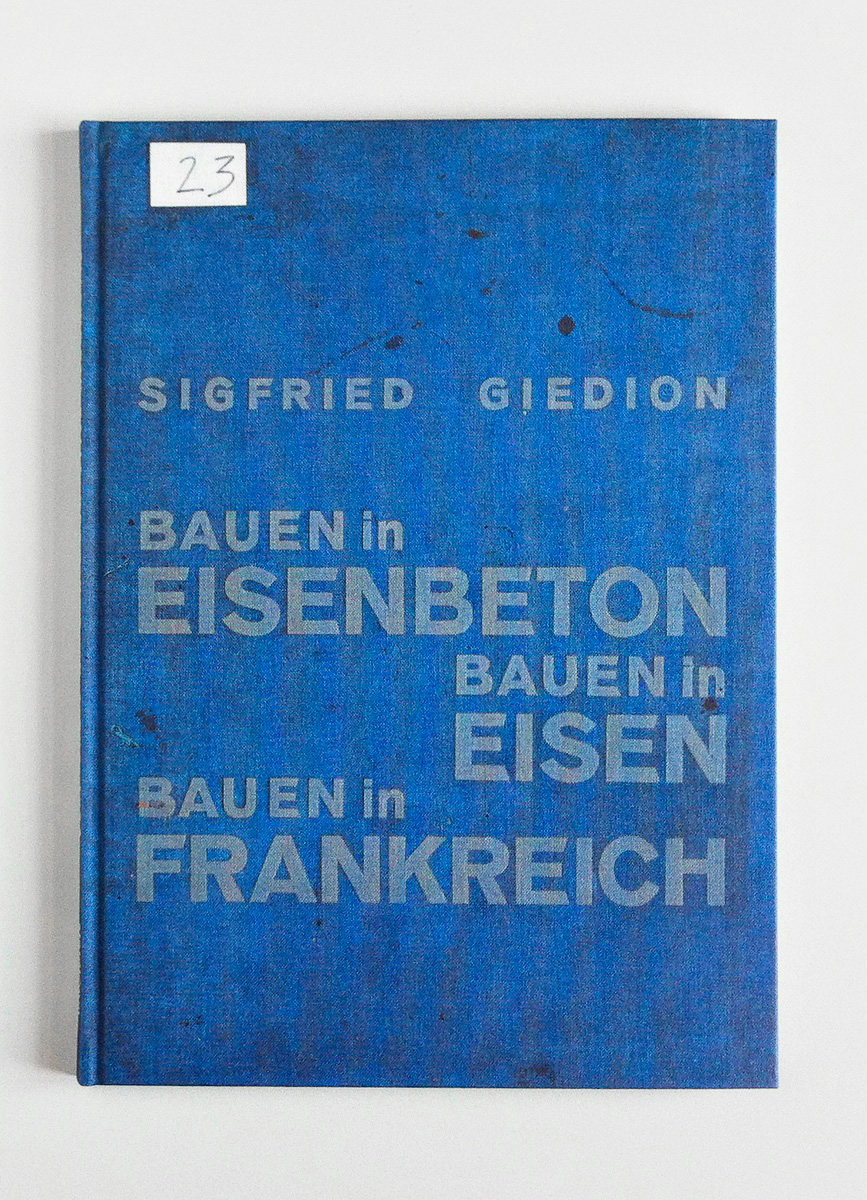 23
SIGFRIED GIEDION
BAUEN in
EISENBETON
BAUEN in
EISEN
BAUEN in
FRANKREICH